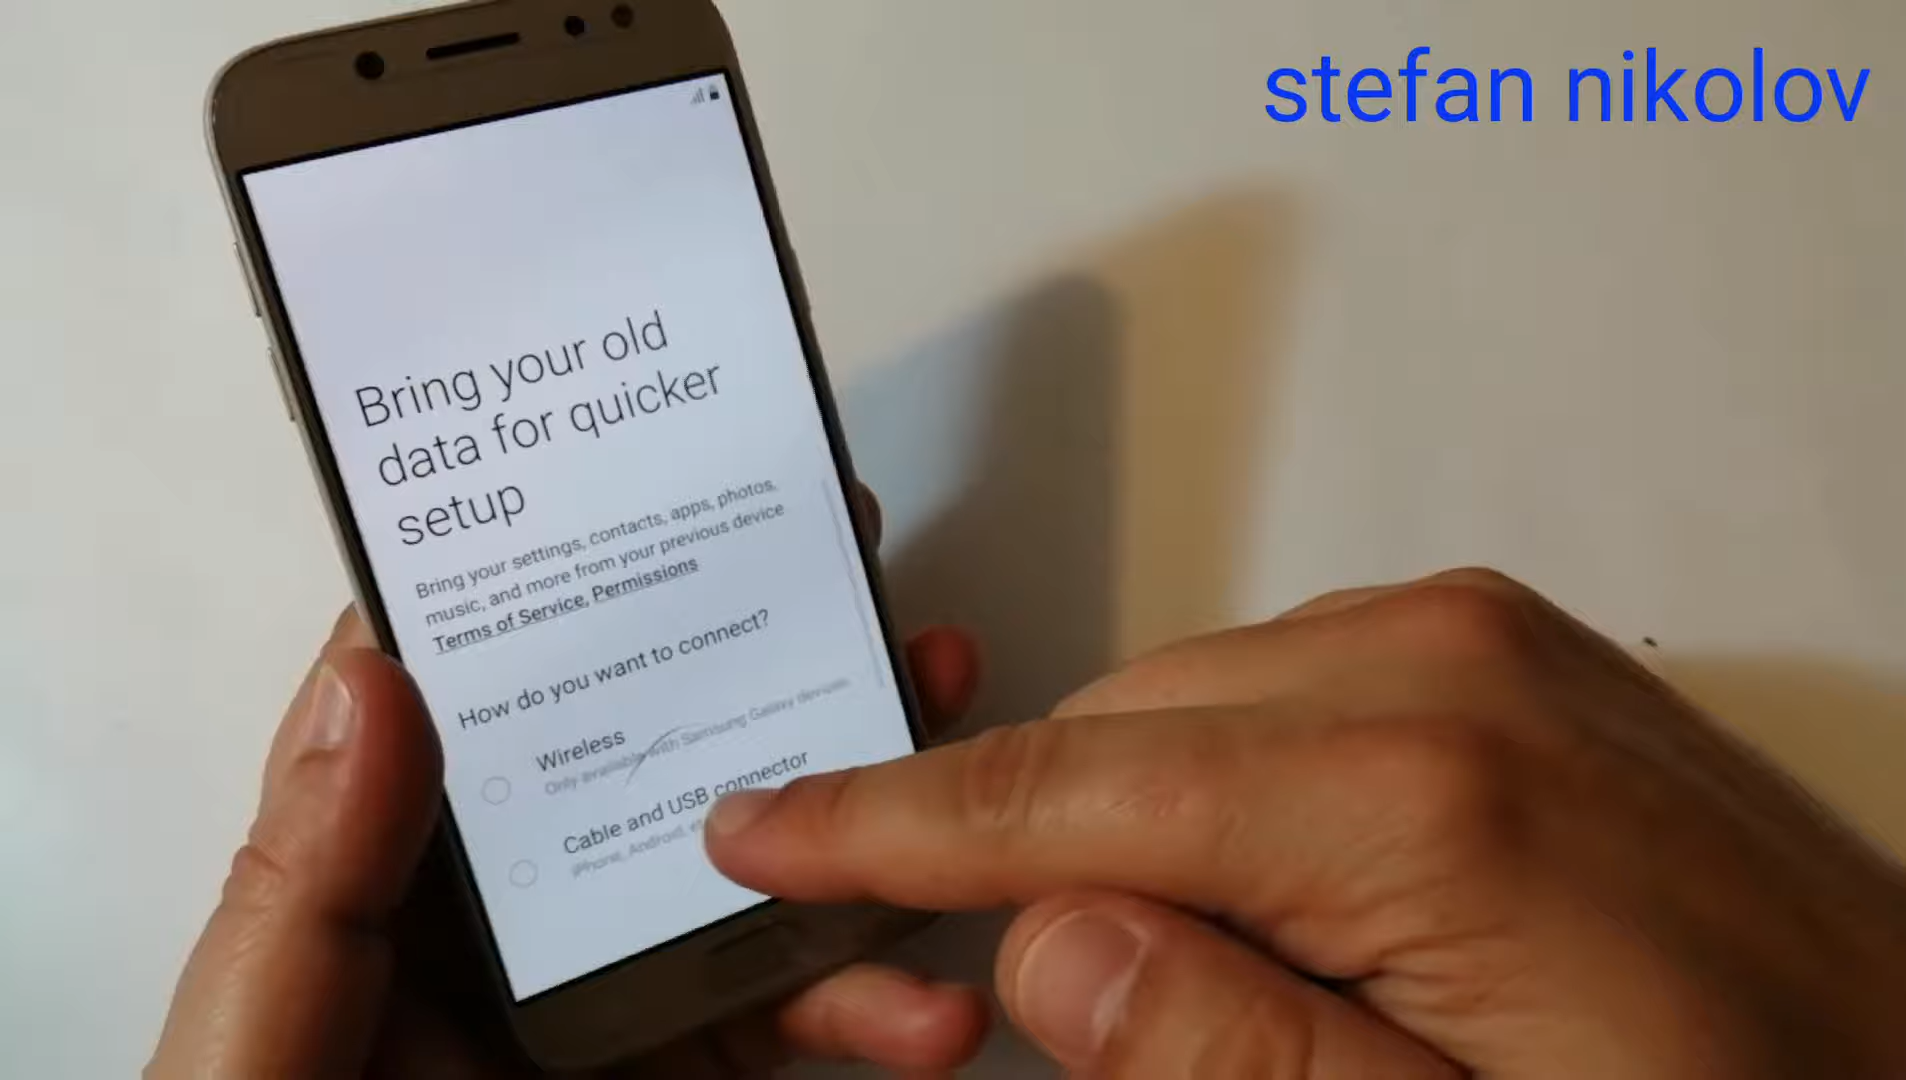 stefan nikolov
Bring your old
data for quicker
setup
Bring your settings, contacts, apps, photos,
music, and more from your previous device
Terms of Service, Permissions
How do you want to connect?
Wireless
Only available with Samsung Galaxy devices
Cable and USB connector
iPhone, Android,